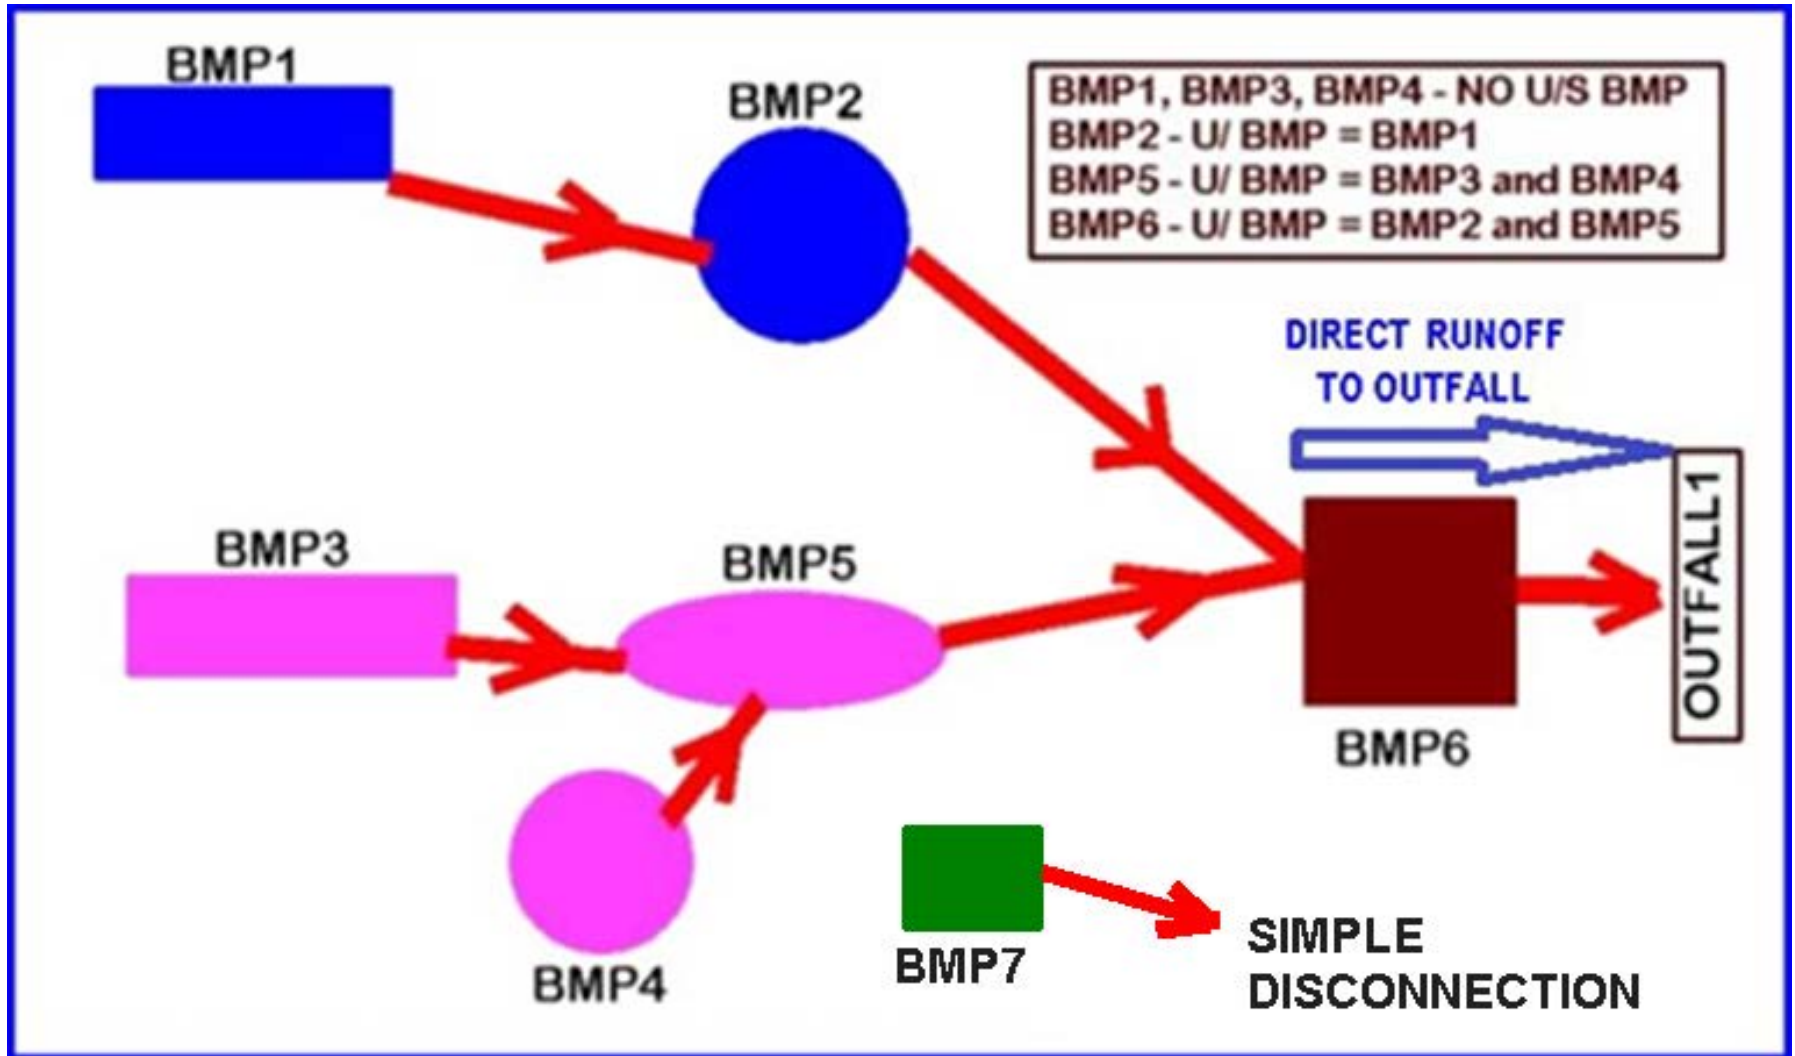 BMP1
BMP2
BMP1, BMP3, BMP4 - NO U/S BMP
BMP2 - U/ BMP = BMP1
BMP5 - U/ BMP = BMP3 and BMP4
BMP6 - U/ BMP = BMP2 and BMP5
DIRECT RUNOFF
TO OUTFALL
OUTFALL1
BMP3
BMP5
BMP6
BMP4
BMP7
SIMPLE
DISCONNECTION